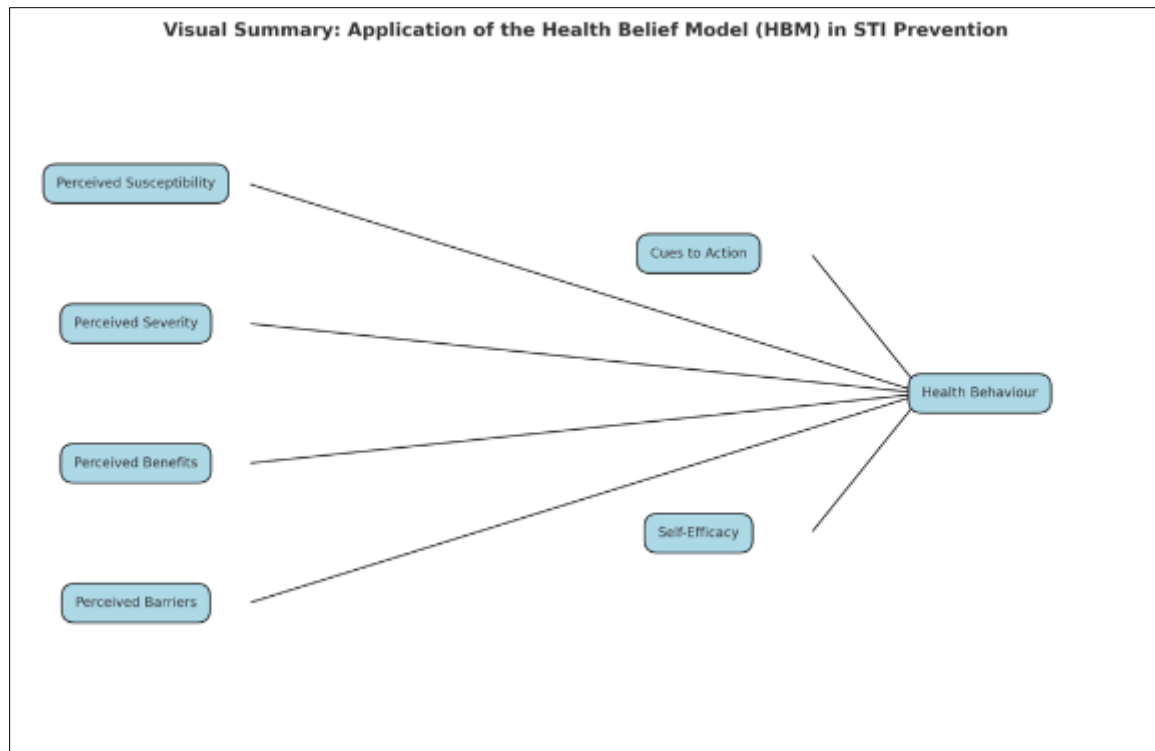 Visual Summary: Application of the Health Belief Model (HBM) in STI Prevention
Perceived Susceptibility
Cues to Action
Perceived Severity
Health Behaviour
Perceived Benefits
Self-Efficacy
Perceived Barriers